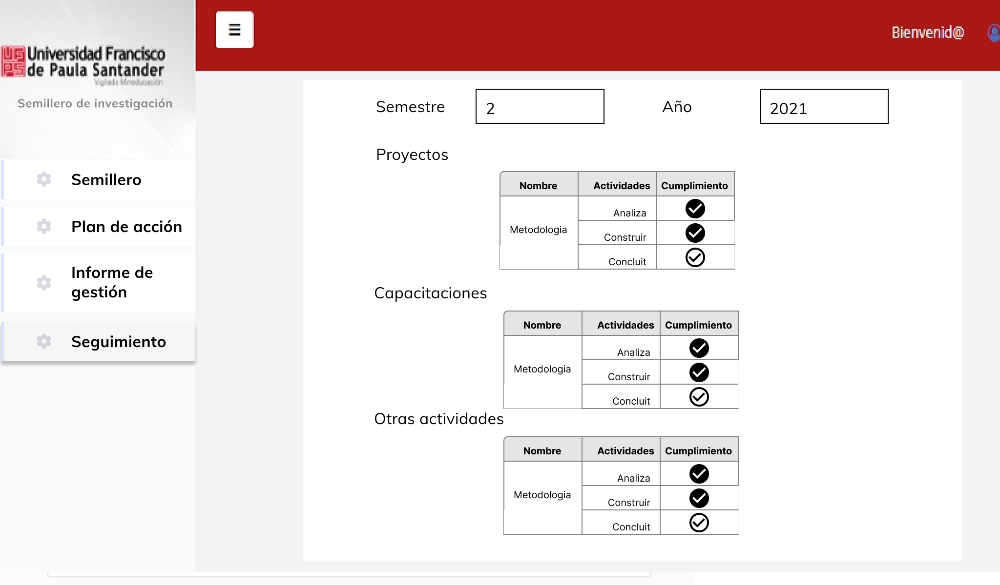 Universidad Francisco
de Paula Santander
Vigilada Mineducación
Semillero de investigación
Semillero
Plan de acción
Informe de
gestión
Seguimiento
Bienvenid@
Semestre 2 Año 2021
Proyectos
Nombre Actividades Cumplimiento
Analiza
Metodologia
Construir
Concluit
Capacitaciones
Nombre Actividades Cumplimiento
Analiza
Metodologia
Construir
Concluit
Otras actividades
Nombre Actividades Cumplimiento
Analiza
Metodologia
Construir
Concluit